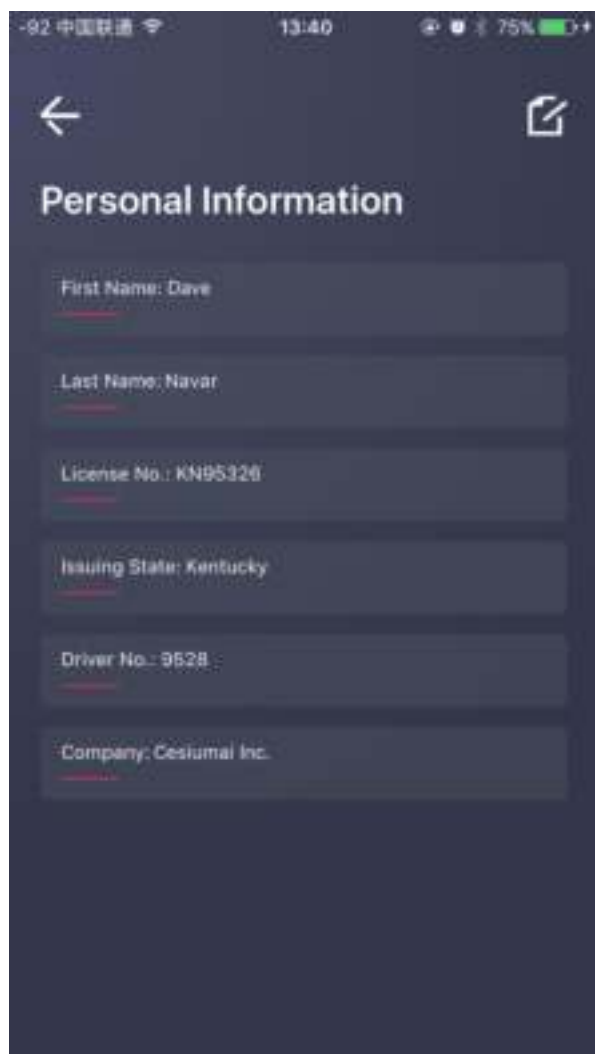 -92 中国联通 13:40 75%
Personal Information
First Name: Dave
Last Name: Navar
License No.: KN95326
Issuing State: Kentucky
Driver No.: 9528
Company: Cesiumai Inc.